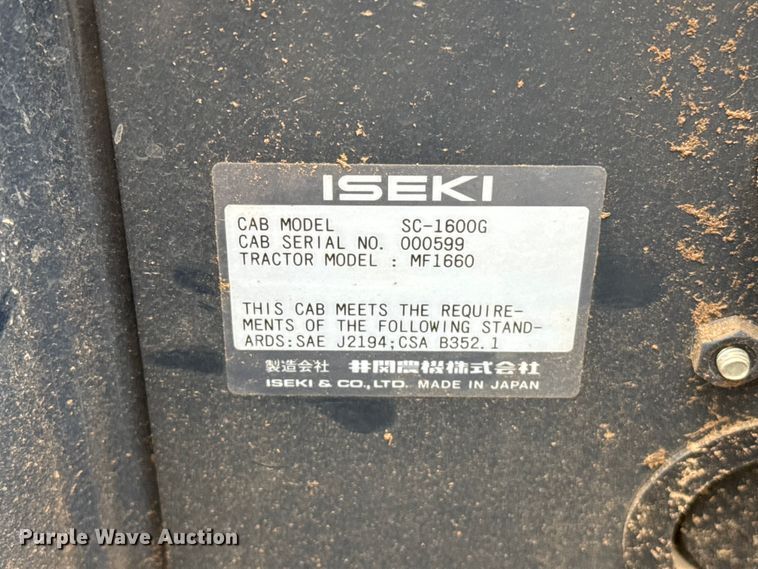 ISEKI
CAB MODEL SC-1600G
CAB SERIAL NO. 000599
TRACTOR MODEL : MF1660
THIS CAB MEETS THE REQUIRE-
MENTS OF THE FOLLOWING STAND-
ARDS:SAE J2194;CSA B352.1
製造会社 井関農機株式会社
ISEKI & CO.,LTD. MADE IN JAPAN
Purple Wave Auction